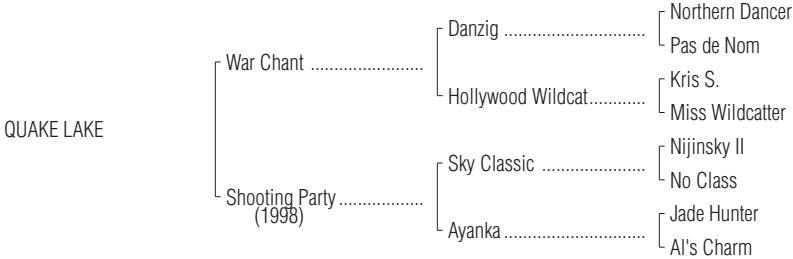 Northern Dancer
Danzig ..............................
Pas de Nom
War Chant ........................
Kris S.
Hollywood Wildcat............
Miss Wildcatter
QUAKE LAKE
Nijinsky II
Sky Classic ......................
No Class
Shooting Party ..................
(1998)
Jade Hunter
Ayanka ..............................
Al's Charm